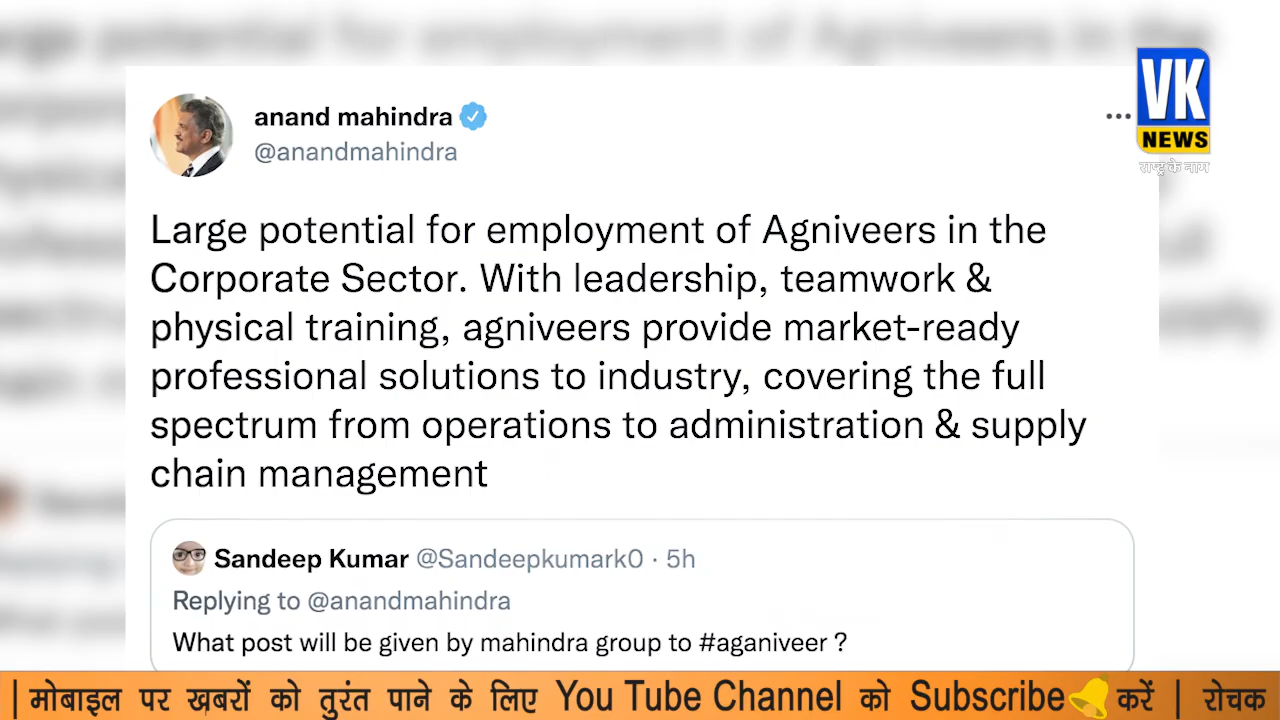 anand mahindra
@anandmahindra
VK
NEWS
राष्ट्र के नाम
Large potential for employment of Agniveers in the
Corporate Sector. With leadership, teamwork &
physical training, agniveers provide market-ready
professional solutions to industry, covering the full
spectrum from operations to administration & supply
chain management
Sandeep Kumar @Sandeepkumark0 · 5h
Replying to @anandmahindra
What post will be given by mahindra group to #aganiveer ?
| मोबाइल पर खबरों को तुरंत पाने के लिए You Tube Channel को Subscribe करें | रोचक